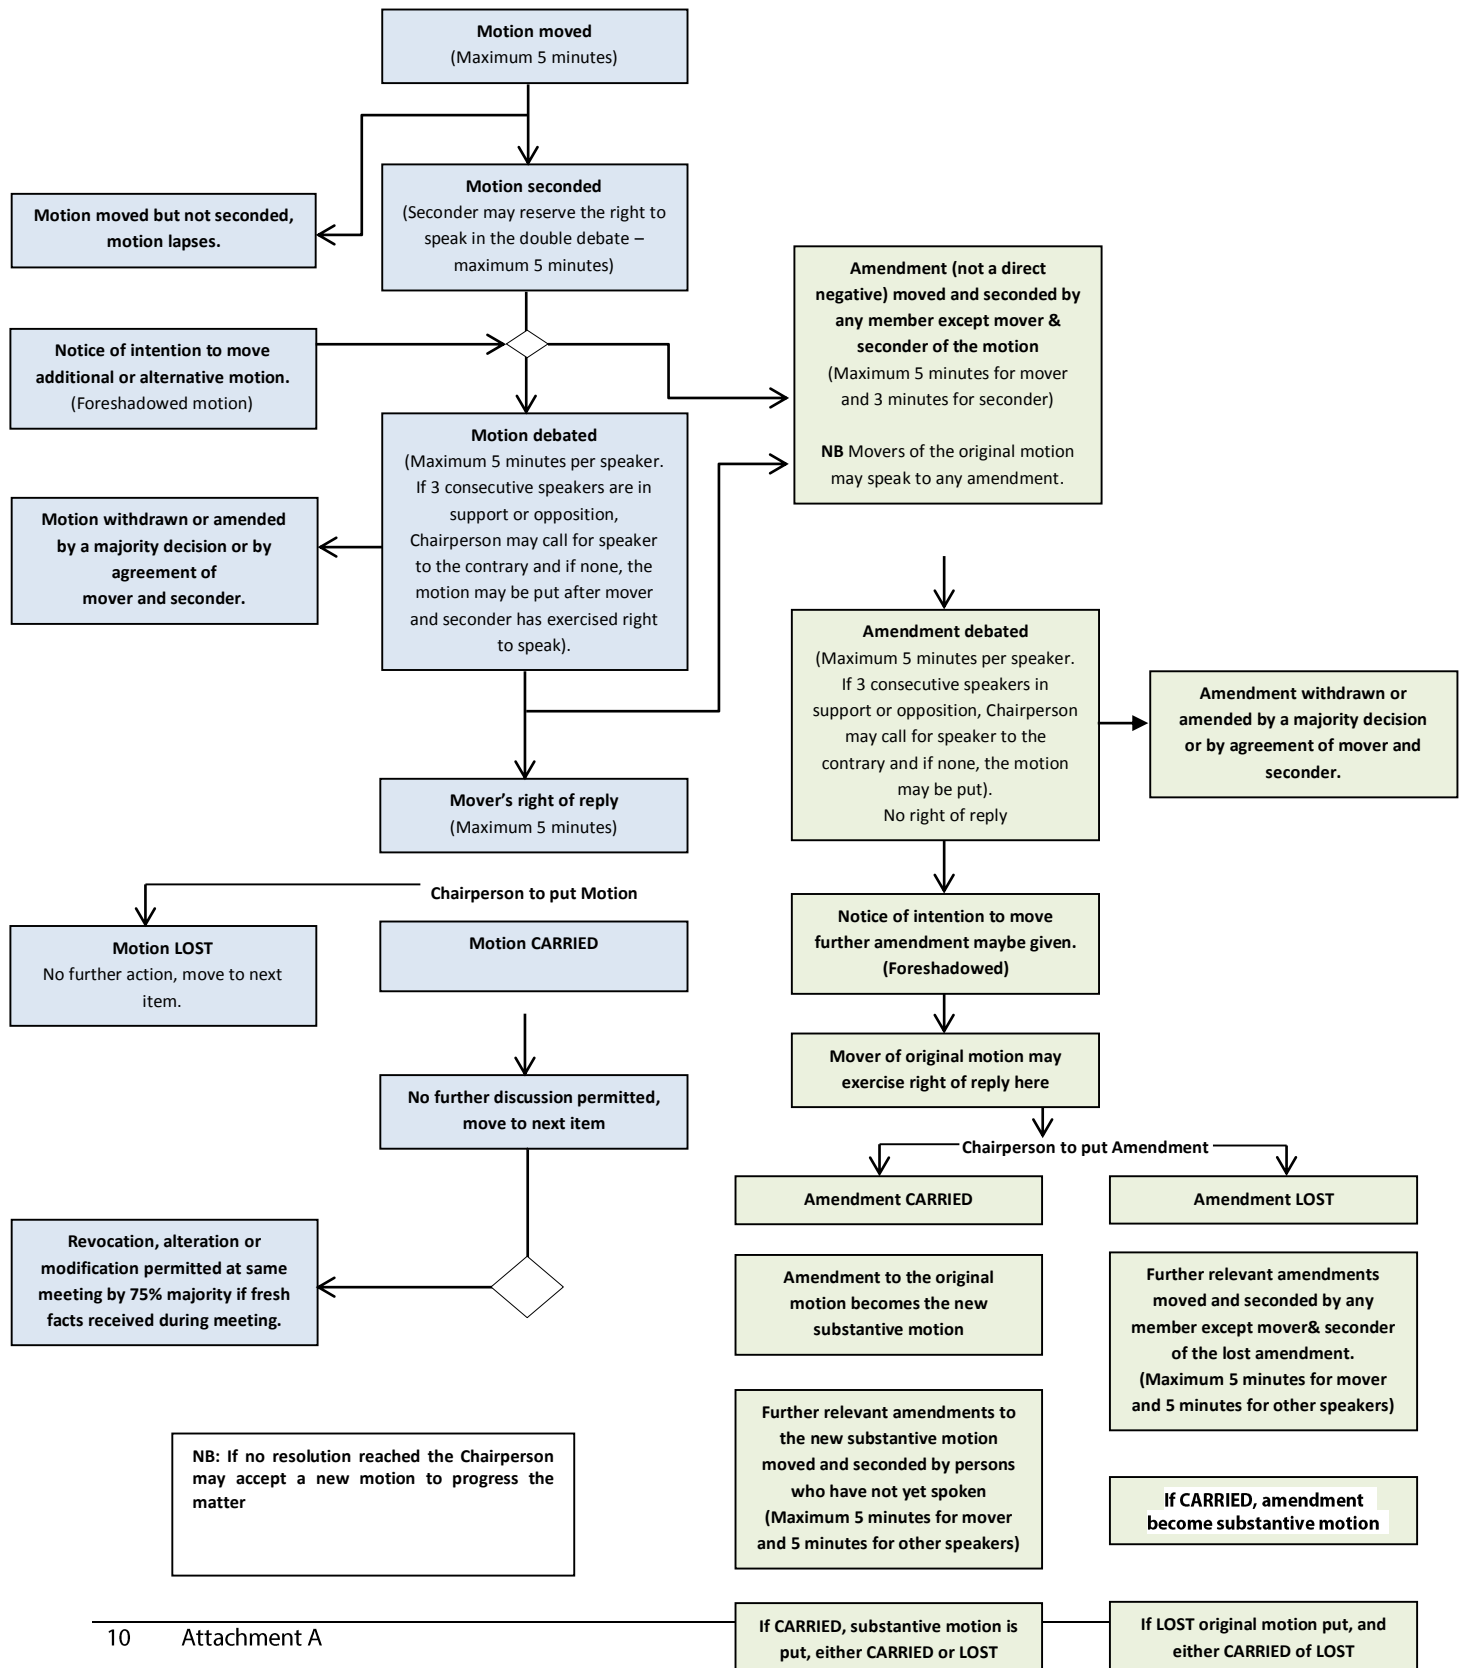 Motion moved
(Maximum 5 minutes)
Motion seconded
(Seconder may reserve the right to
speak in the double debate –
maximum 5 minutes)
Motion moved but not seconded,
motion lapses.
Notice of intention to move
additional or alternative motion.
(Foreshadowed motion)
Motion debated
(Maximum 5 minutes per speaker.
If 3 consecutive speakers are in
support or opposition,
Chairperson may call for speaker
to the contrary and if none, the
motion may be put after mover
and seconder has exercised right
to speak).
Motion withdrawn or amended
by a majority decision or by
agreement of
mover and seconder.
Mover’s right of reply
(Maximum 5 minutes)
Chairperson to put Motion
Motion LOST
No further action, move to next
item.
Motion CARRIED
No further discussion permitted,
move to next item
Revocation, alteration or
modification permitted at same
meeting by 75% majority if fresh
facts received during meeting.
NB: If no resolution reached the Chairperson
may accept a new motion to progress the
matter
Amendment (not a direct
negative) moved and seconded by
any member except mover &
seconder of the motion
(Maximum 5 minutes for mover
and 3 minutes for seconder)
NB Movers of the original motion
may speak to any amendment.
Amendment debated
(Maximum 5 minutes per speaker.
If 3 consecutive speakers in
support or opposition, Chairperson
may call for speaker to the
contrary and if none, the motion
may be put).
No right of reply
Amendment withdrawn or
amended by a majority decision
or by agreement of mover and
seconder.
Notice of intention to move
further amendment maybe given.
(Foreshadowed)
Mover of original motion may
exercise right of reply here
Chairperson to put Amendment
Amendment CARRIED
Amendment to the original
motion becomes the new
substantive motion
Further relevant amendments to
the new substantive motion
moved and seconded by persons
who have not yet spoken
(Maximum 5 minutes for mover
and 5 minutes for other speakers)
If CARRIED, substantive motion is
put, either CARRIED or LOST
Amendment LOST
Further relevant amendments
moved and seconded by any
member except mover& seconder
of the lost amendment.
(Maximum 5 minutes for mover
and 5 minutes for other speakers)
If CARRIED, amendment
become substantive motion
If LOST original motion put, and
either CARRIED of LOST
10 Attachment A